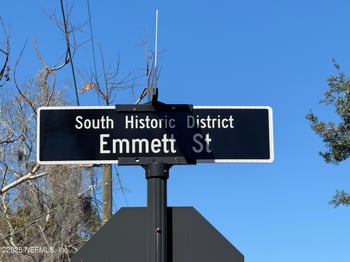 South Historic District
Emmett St
©2025 NEFMLS, Inc.